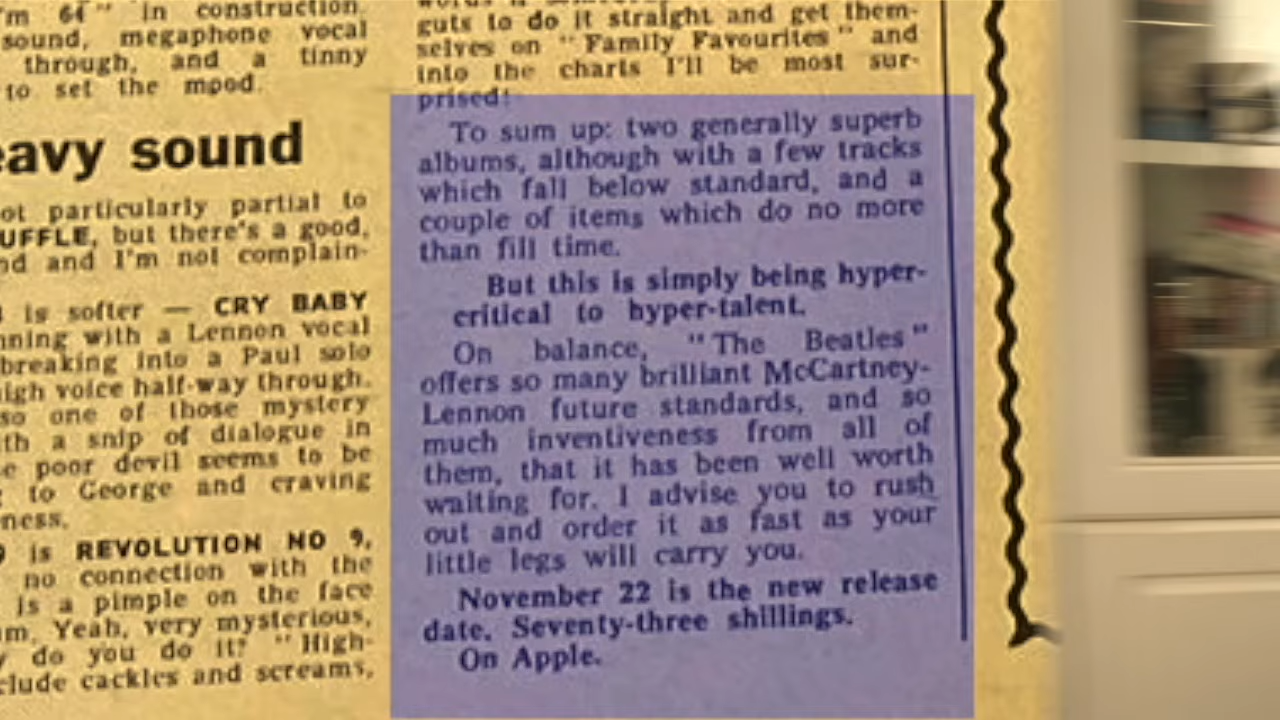 'm 64" in construction.
sound, megaphone vocal
through, and a tinny
to set the mood.
eavy sound
ot particularly partial to
UFFLE, but there's a good,
nd and I'm not complain-
is softer — CRY BABY
nning with a Lennon vocal
breaking into a Paul solo
igh voice half-way through.
so one of those mystery
th a snip of dialogue in
e poor devil seems to be
to George and craving
ness.
9 is REVOLUTION NO 9,
no connection with the
is a pimple on the face
m. Yeah, very mysterious,
y do you do it? "High-
clude cackles and screams,
guts to do it straight and get them-
selves on "Family Favourites" and
into the charts I'll be most sur-
prised!
To sum up: two generally superb
albums, although with a few tracks
which fall below standard, and a
couple of items which do no more
than fill time.
But this is simply being hyper-
critical to hyper-talent.
On balance, "The Beatles"
offers so many brilliant McCartney-
Lennon future standards, and so
much inventiveness from all of
them, that it has been well worth
waiting for. I advise you to rush
out and order it as fast as your
little legs will carry you.
November 22 is the new release
date. Seventy-three shillings.
On Apple.